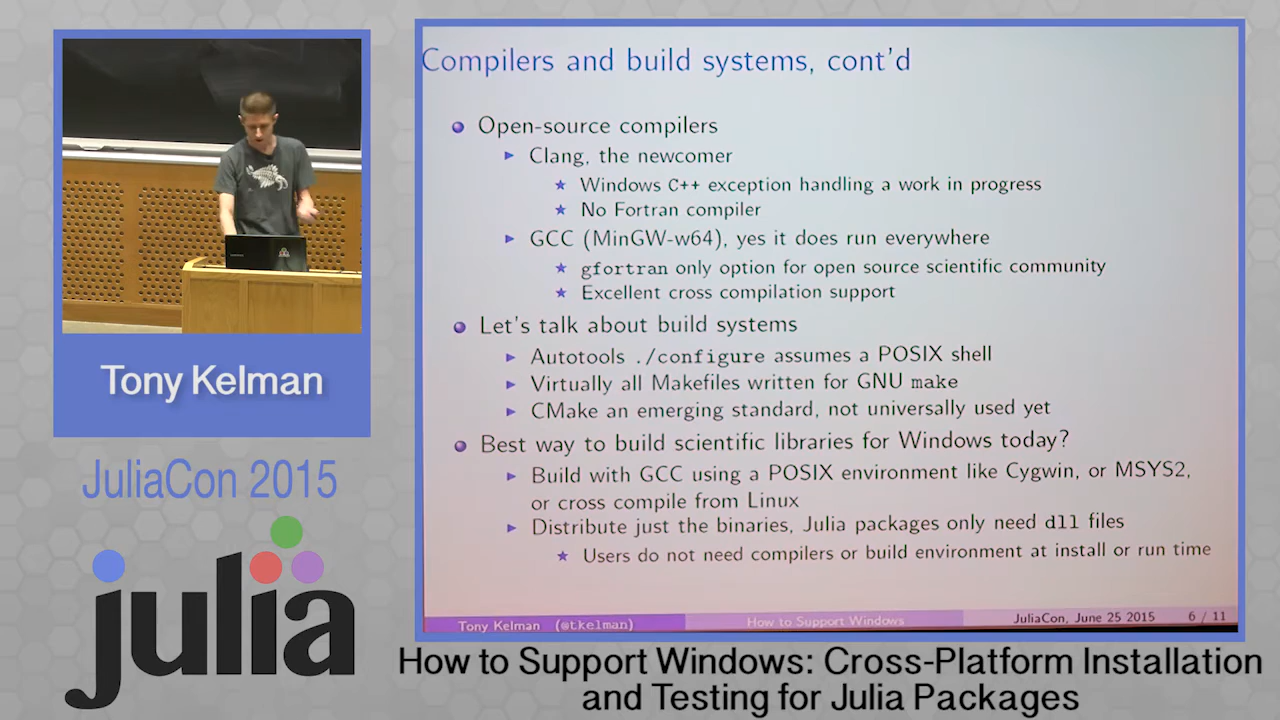 Compilers and build systems, cont'd
Open-source compilers
Clang, the newcomer
Windows C++ exception handling a work in progress
No Fortran compiler
GCC (MinGW-w64), yes it does run everywhere
gfortran only option for open source scientific community
Excellent cross compilation support
Let's talk about build systems
Autotools ./configure assumes a POSIX shell
Virtually all Makefiles written for GNU make
CMake an emerging standard, not universally used yet
Best way to build scientific libraries for Windows today?
Build with GCC using a POSIX environment like Cygwin, or MSYS2,
or cross compile from Linux
Distribute just the binaries, Julia packages only need dll files
Users do not need compilers or build environment at install or run time
Tony Kelman (@tkelman) How to Support Windows JuliaCon, June 25 2015 6 / 11
Tony Kelman
JuliaCon 2015
julia
How to Support Windows: Cross-Platform Installation
and Testing for Julia Packages